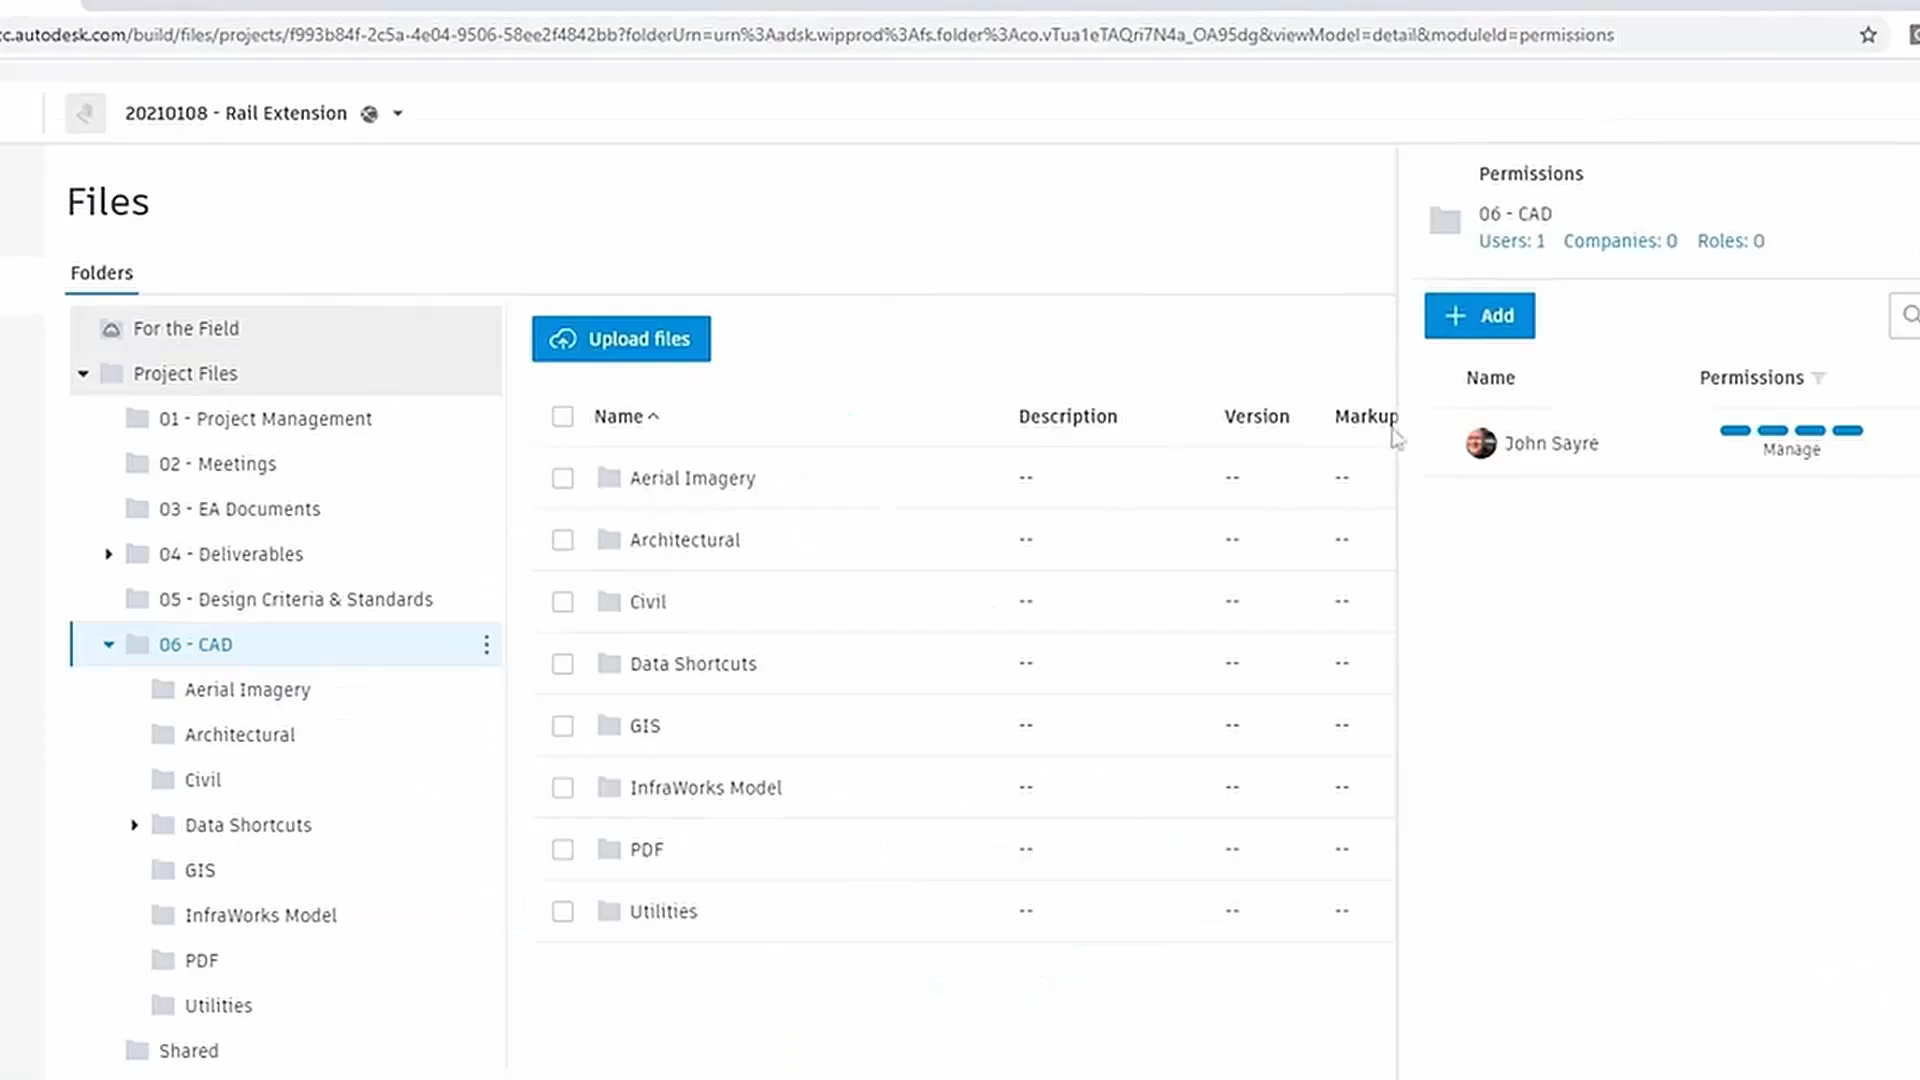 cc.autodesk.com/build/files/projects/f993b84f-2c5a-4e04-9506-58ee2f4842bb?folderUrn=urn%3Aadsk.wipprod%3Afs.folder%3Aco.vTua1eTAQri7N4a_OA95dg&viewModel=detail&moduleId=permissions
20210108 - Rail Extension
Files
Folders
For the Field
Project Files
01 - Project Management
02 - Meetings
03 - EA Documents
04 - Deliverables
05 - Design Criteria & Standards
06 - CAD
Aerial Imagery
Architectural
Civil
Data Shortcuts
GIS
InfraWorks Model
PDF
Utilities
Shared
Upload files
Name Description Version Markup
Aerial Imagery -- -- --
Architectural -- -- --
Civil -- -- --
Data Shortcuts -- -- --
GIS -- -- --
InfraWorks Model -- -- --
PDF -- -- --
Utilities -- -- --
Permissions
06 - CAD
Users: 1 Companies: 0 Roles: 0
+ Add
Name Permissions
John Sayre
Manage